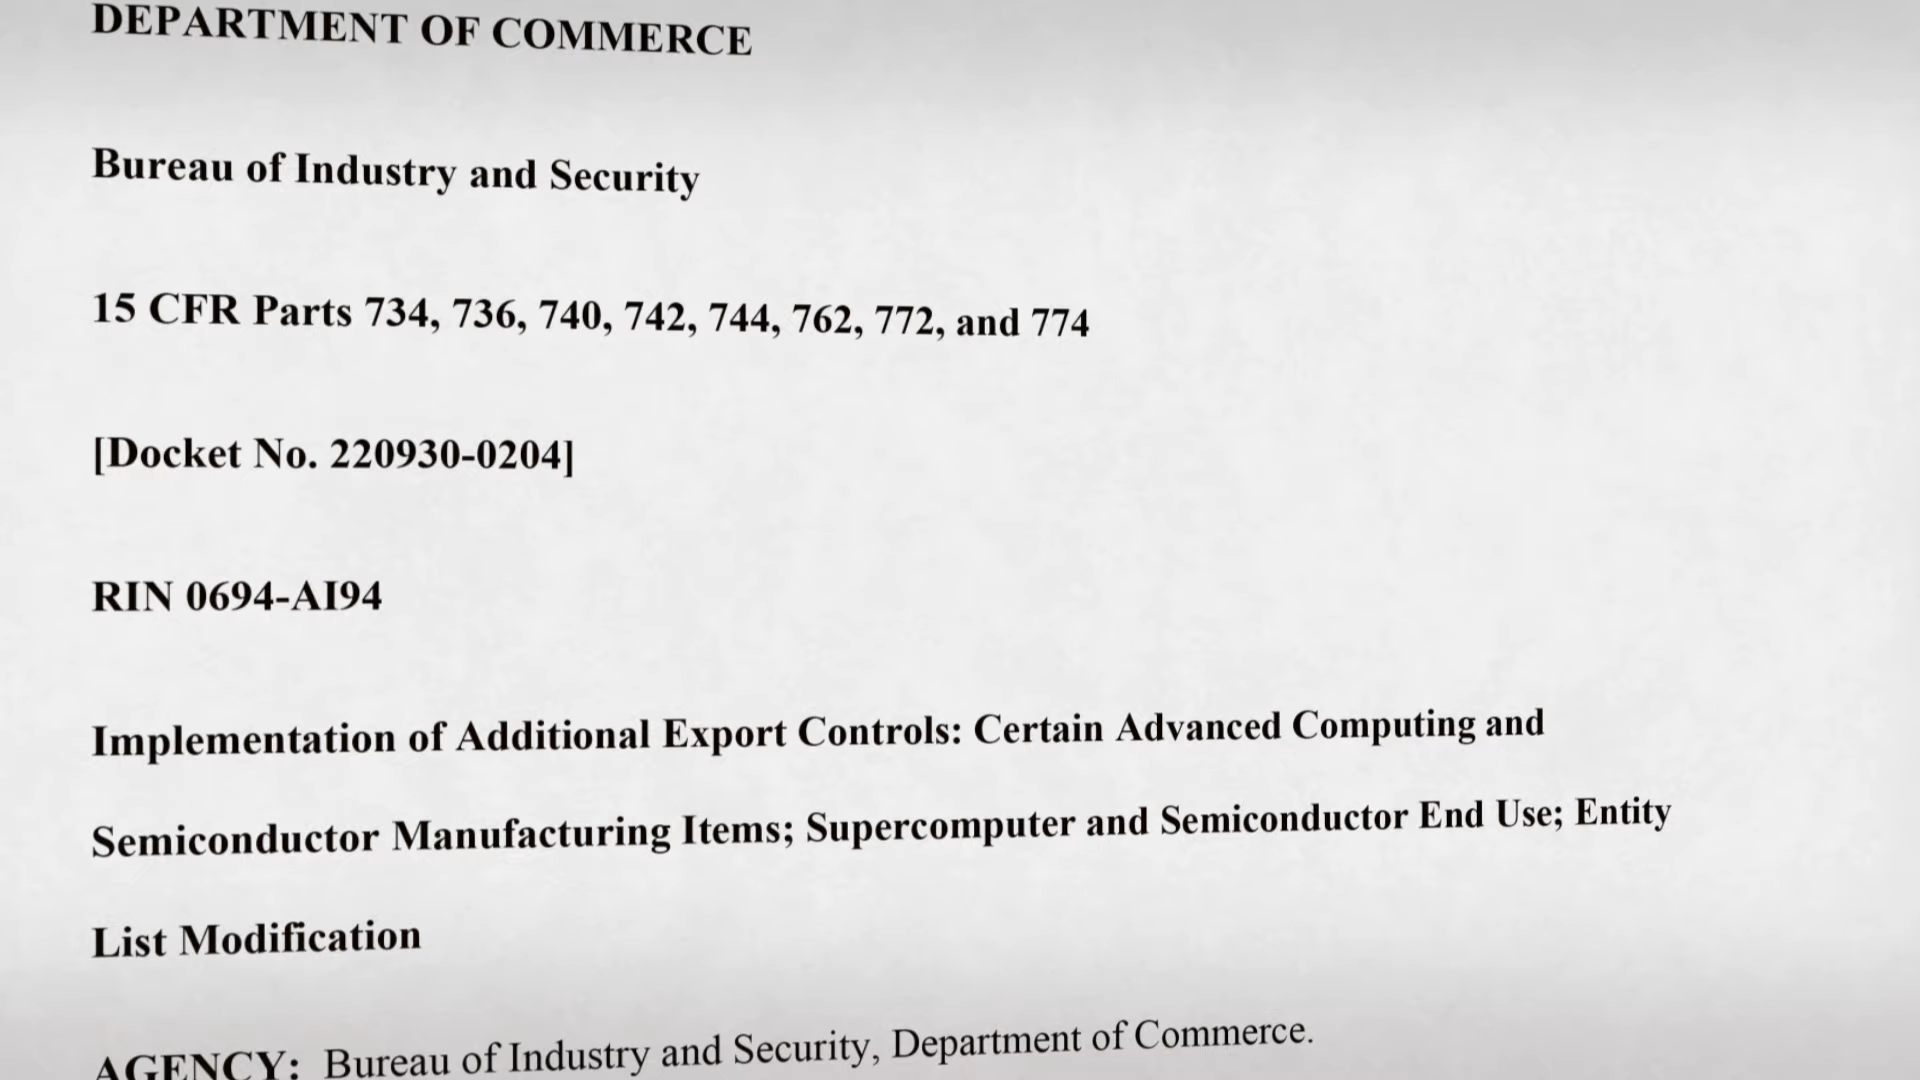 DEPARTMENT OF COMMERCE
Bureau of Industry and Security
15 CFR Parts 734, 736, 740, 742, 744, 762, 772, and 774
[Docket No. 220930-0204]
RIN 0694-AI94
Implementation of Additional Export Controls: Certain Advanced Computing and
Semiconductor Manufacturing Items; Supercomputer and Semiconductor End Use; Entity
List Modification
AGENCY: Bureau of Industry and Security, Department of Commerce.